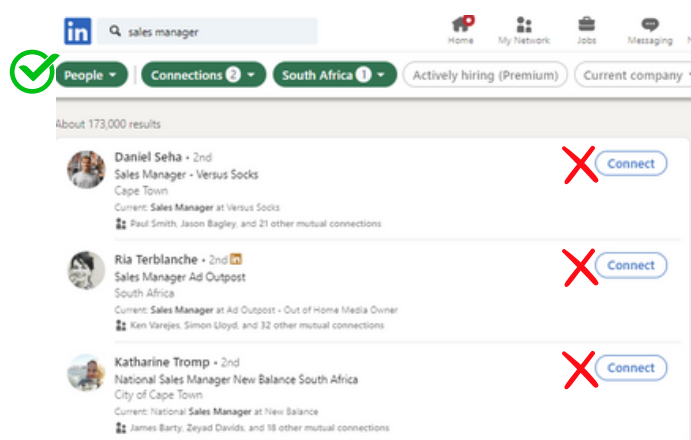 in
sales manager
Home
My Network
Jobs
Messaging
People
Connections 2
South Africa 1
Actively hiring (Premium)
Current company
About 173,000 results
Daniel Seha • 2nd
Sales Manager - Versus Socks
Cape Town
Current: Sales Manager at Versus Socks
Paul Smith, Jason Bagley, and 21 other mutual connections
Connect
Ria Terblanche • 2nd in
Sales Manager Ad Outpost
South Africa
Current: Sales Manager at Ad Outpost - Out of Home Media Owner
Ken Varejes, Simon Lloyd, and 32 other mutual connections
Connect
Katharine Tromp • 2nd
National Sales Manager New Balance South Africa
City of Cape Town
Current: National Sales Manager at New Balance
James Barty, Zeyad Davids, and 18 other mutual connections
Connect